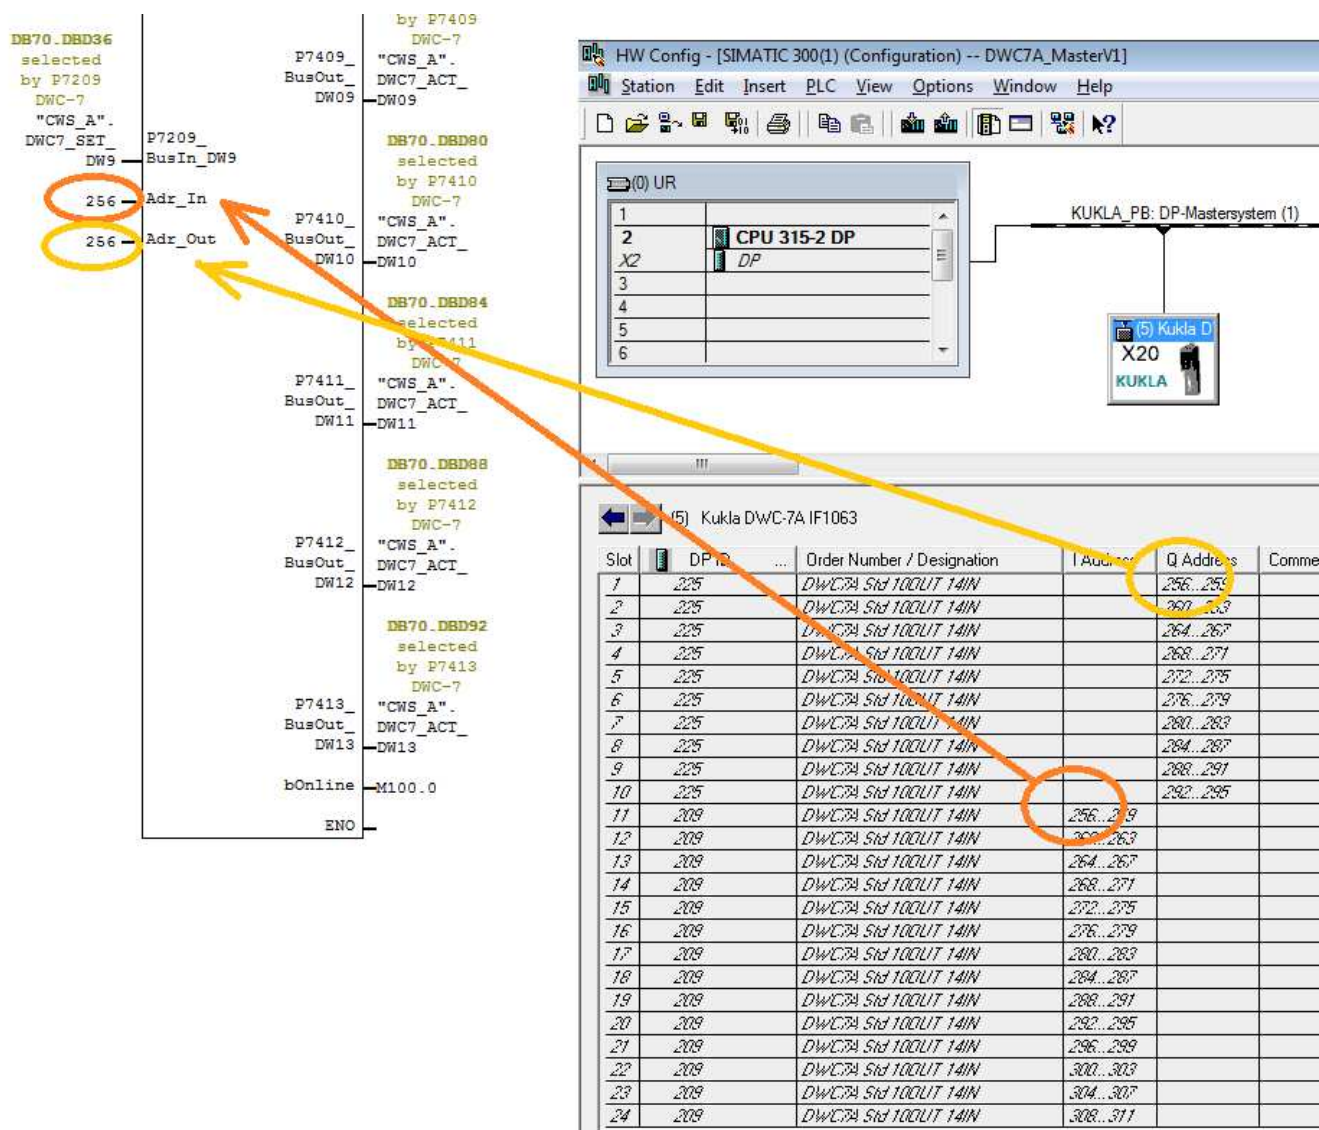 by P7409
DWC-7
DB70.DBD36
selected
by P7209
DWC-7
"CWS_A".
DWC7_SET_
DW9
P7209_
BusIn_DW9
256
Adr_In
256
Adr_Out
P7409_
BusOut_
DW09
"CWS_A".
DWC7_ACT_
DW09
DB70.DBD80
selected
by P7410
DWC-7
P7410_
BusOut_
DW10
"CWS_A".
DWC7_ACT_
DW10
DB70.DBD84
selected
by P7411
DWC-7
P7411_
BusOut_
DW11
"CWS_A".
DWC7_ACT_
DW11
DB70.DBD88
selected
by P7412
DWC-7
P7412_
BusOut_
DW12
"CWS_A".
DWC7_ACT_
DW12
DB70.DBD92
selected
by P7413
DWC-7
P7413_
BusOut_
DW13
"CWS_A".
DWC7_ACT_
DW13
bOnline
M100.0
ENO
HW Config - [SIMATIC 300(1) (Configuration) -- DWC7A_MasterV1]
Station Edit Insert PLC View Options Window Help
(0) UR
1
2 CPU 315-2 DP
X2 DP
3
4
5
6
KUKLA_PB: DP-Mastersystem (1)
(5) Kukla D
X20
KUKLA
(5) Kukla DWC-7A IF1063
Slot DP ID ... Order Number / Designation I Address Q Address Comme
1 225 DWC7A Std 10OUT 14IN 256...259
2 225 DWC7A Std 10OUT 14IN 260...263
3 225 DWC7A Std 10OUT 14IN 264...267
4 225 DWC7A Std 10OUT 14IN 268...271
5 225 DWC7A Std 10OUT 14IN 272...275
6 225 DWC7A Std 10OUT 14IN 276...279
7 225 DWC7A Std 10OUT 14IN 280...283
8 225 DWC7A Std 10OUT 14IN 284...287
9 225 DWC7A Std 10OUT 14IN 288...291
10 225 DWC7A Std 10OUT 14IN 292...295
11 209 DWC7A Std 10OUT 14IN 256...259
12 209 DWC7A Std 10OUT 14IN 260...263
13 209 DWC7A Std 10OUT 14IN 264...267
14 209 DWC7A Std 10OUT 14IN 268...271
15 209 DWC7A Std 10OUT 14IN 272...275
16 209 DWC7A Std 10OUT 14IN 276...279
17 209 DWC7A Std 10OUT 14IN 280...283
18 209 DWC7A Std 10OUT 14IN 284...287
19 209 DWC7A Std 10OUT 14IN 288...291
20 209 DWC7A Std 10OUT 14IN 292...295
21 209 DWC7A Std 10OUT 14IN 296...299
22 209 DWC7A Std 10OUT 14IN 300...303
23 209 DWC7A Std 10OUT 14IN 304...307
24 209 DWC7A Std 10OUT 14IN 308...311